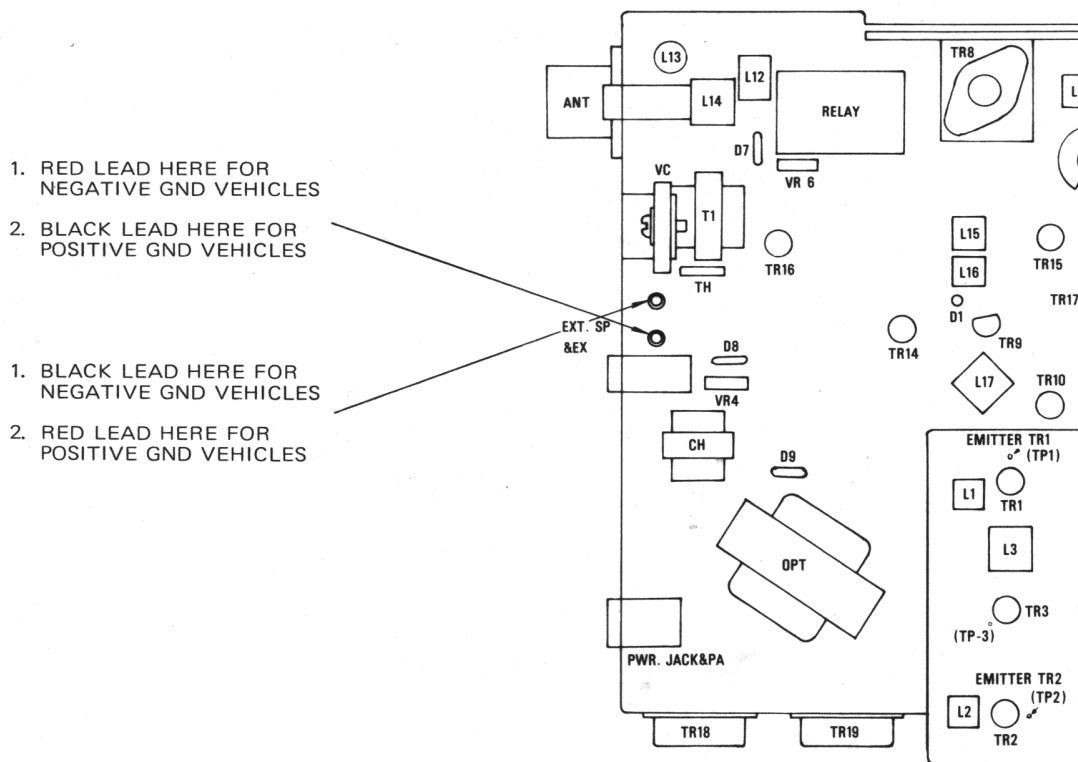 1. RED LEAD HERE FOR
NEGATIVE GND VEHICLES
2. BLACK LEAD HERE FOR
POSITIVE GND VEHICLES
1. BLACK LEAD HERE FOR
NEGATIVE GND VEHICLES
2. RED LEAD HERE FOR
POSITIVE GND VEHICLES
L13
L12
TR8
ANT
L14
RELAY
L
D7
VC
VR 6
T1
TR16
TH
L15
TR15
L16
D1
TR17
EXT. SP
&EX
TR14
TR9
D8
VR4
L17
TR10
CH
D9
EMITTER TR1
(TP1)
L1
TR1
L3
OPT
TR3
(TP-3)
PWR. JACK&PA
EMITTER TR2
(TP2)
L2
TR2
TR18
TR19